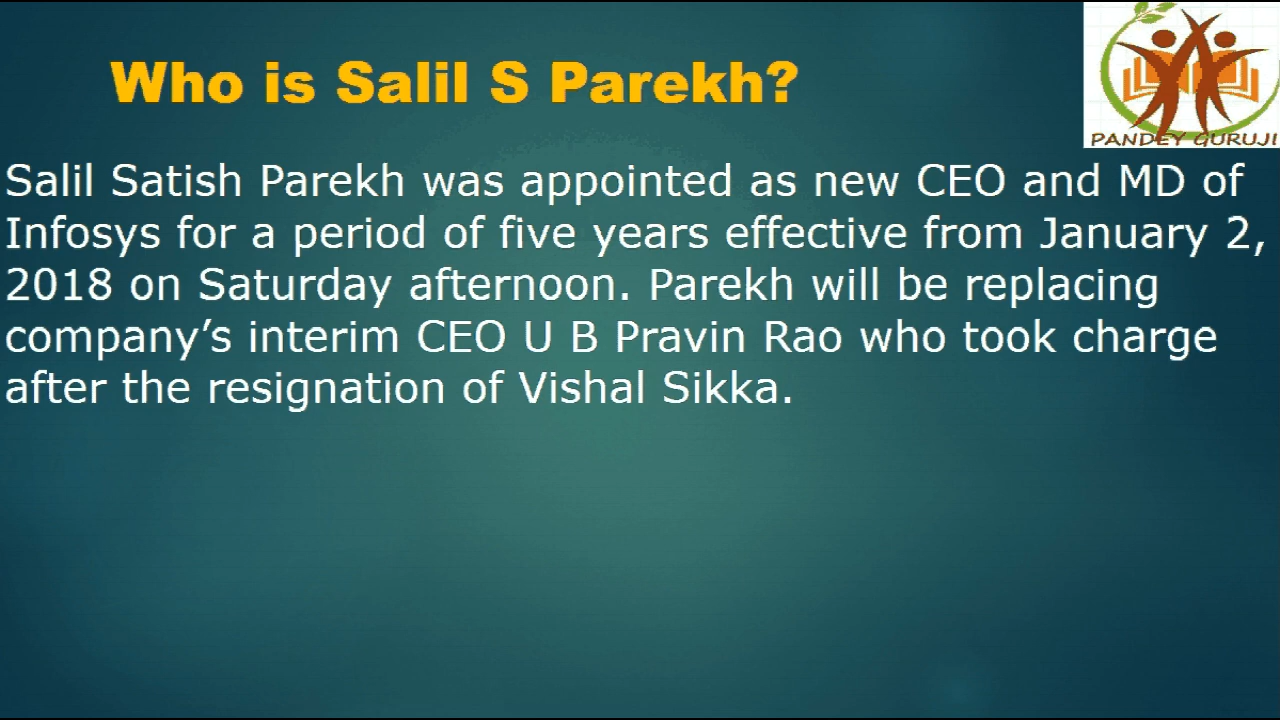 Who is Salil S Parekh?
PANDEY GURUJI
Salil Satish Parekh was appointed as new CEO and MD of
Infosys for a period of five years effective from January 2,
2018 on Saturday afternoon. Parekh will be replacing
company’s interim CEO U B Pravin Rao who took charge
after the resignation of Vishal Sikka.